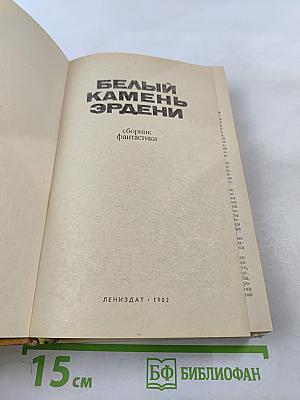 БЕЛЫЙ
КАМЕНЬ
ЭРДЕНИ
сборник
фантастики
ЛЕНИЗДАТ • 1982
15 см
БФ БИБЛИОФАН